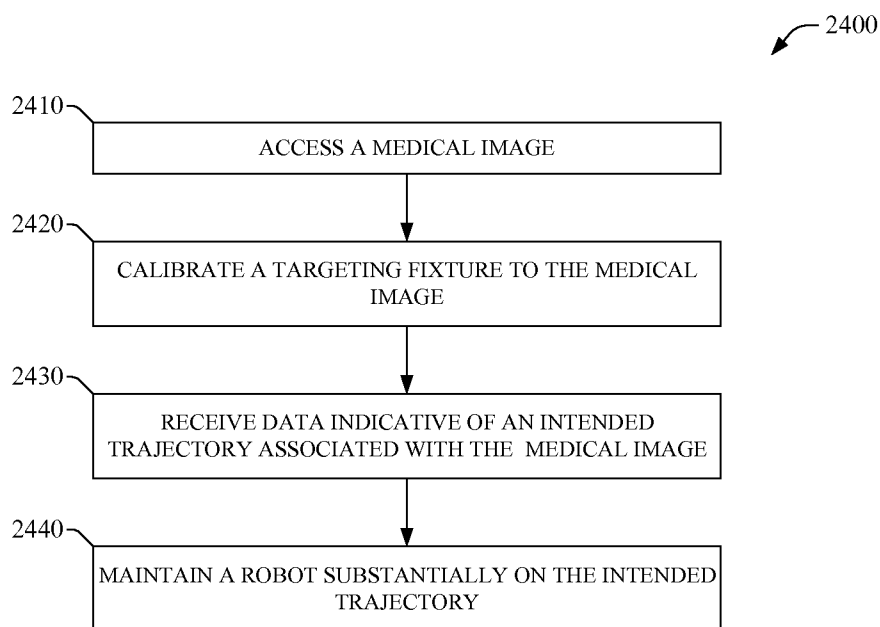 2400
2410
ACCESS A MEDICAL IMAGE
2420
CALIBRATE A TARGETING FIXTURE TO THE MEDICAL
IMAGE
2430
RECEIVE DATA INDICATIVE OF AN INTENDED
TRAJECTORY ASSOCIATED WITH THE MEDICAL IMAGE
2440
MAINTAIN A ROBOT SUBSTANTIALLY ON THE INTENDED
TRAJECTORY